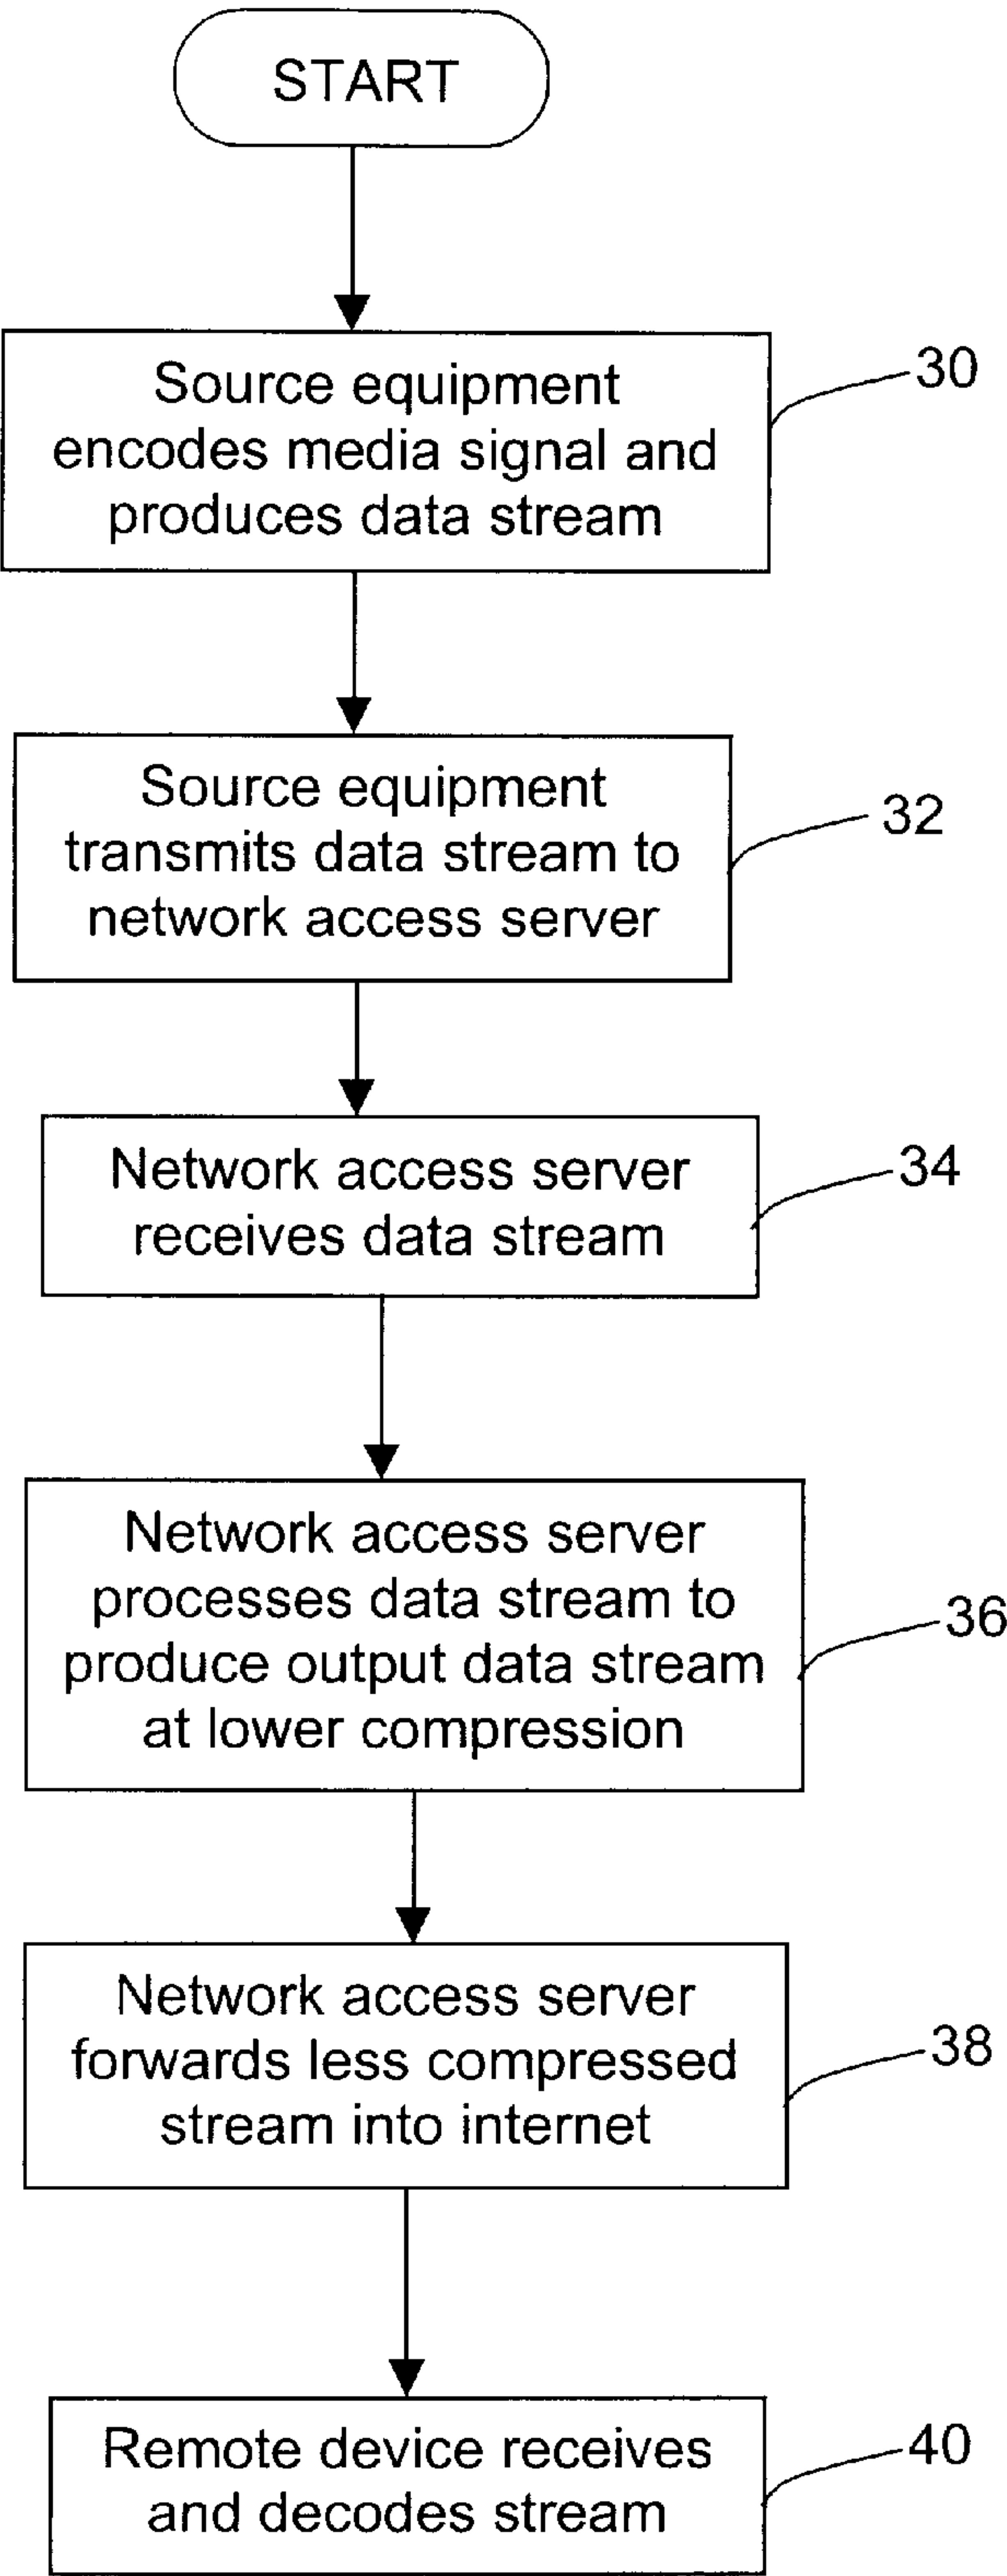 START
Source equipment
encodes media signal and
produces data stream
30
Source equipment
transmits data stream to
network access server
32
Network access server
receives data stream
34
Network access server
processes data stream to
produce output data stream
at lower compression
36
Network access server
forwards less compressed
stream into internet
38
Remote device receives
and decodes stream
40